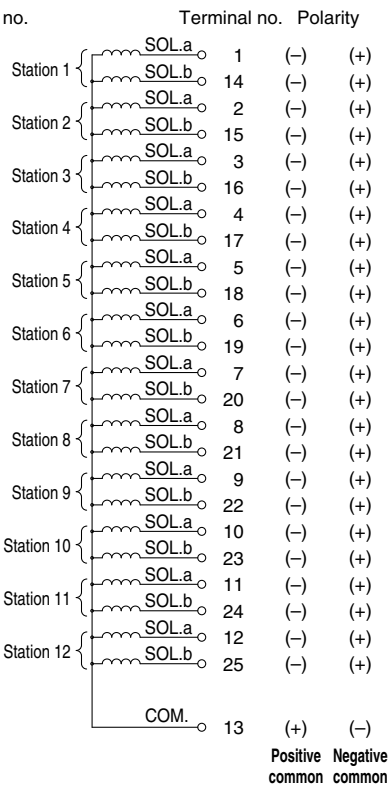 no. Terminal no. Polarity
Station 1 SOL.a 1 (–) (+)
SOL.b 14 (–) (+)
Station 2 SOL.a 2 (–) (+)
SOL.b 15 (–) (+)
Station 3 SOL.a 3 (–) (+)
SOL.b 16 (–) (+)
Station 4 SOL.a 4 (–) (+)
SOL.b 17 (–) (+)
Station 5 SOL.a 5 (–) (+)
SOL.b 18 (–) (+)
Station 6 SOL.a 6 (–) (+)
SOL.b 19 (–) (+)
Station 7 SOL.a 7 (–) (+)
SOL.b 20 (–) (+)
Station 8 SOL.a 8 (–) (+)
SOL.b 21 (–) (+)
Station 9 SOL.a 9 (–) (+)
SOL.b 22 (–) (+)
Station 10 SOL.a 10 (–) (+)
SOL.b 23 (–) (+)
Station 11 SOL.a 11 (–) (+)
SOL.b 24 (–) (+)
Station 12 SOL.a 12 (–) (+)
SOL.b 25 (–) (+)
COM. 13 (+) (–)
Positive Negative
common common